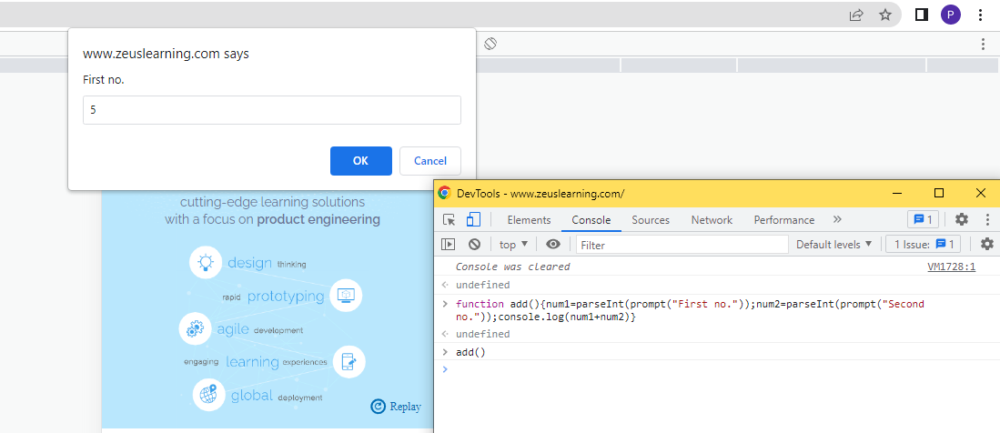 P
www.zeuslearning.com says
First no.
5
OK
Cancel
cutting-edge learning solutions
with a focus on product engineering
design thinking
rapid prototyping
agile development
engaging learning experiences
global deployment
Replay
DevTools - www.zeuslearning.com/
Elements Console Sources Network Performance » 1
top ▼ Filter Default levels ▼ 1 Issue: 1
Console was cleared VM1728:1
undefined
function add(){num1=parseInt(prompt("First no."));num2=parseInt(prompt("Second
no."));console.log(num1+num2)}
undefined
add()